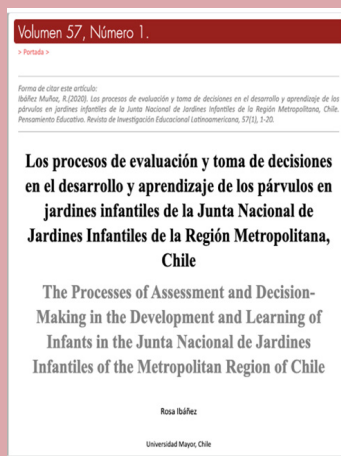 Volumen 57, Número 1.
> Portada >
Forma de citar este artículo:
Ibáñez Muñoz, R.(2020). Los procesos de evaluación y toma de decisiones en el desarrollo y aprendizaje de los
párvulos en jardines infantiles de la Junta Nacional de Jardines Infantiles de la Región Metropolitana, Chile.
Pensamiento Educativo. Revista de Investigación Educacional Latinoamericana, 57(1), 1-20.
Los procesos de evaluación y toma de decisiones
en el desarrollo y aprendizaje de los párvulos en
jardines infantiles de la Junta Nacional de
Jardines Infantiles de la Región Metropolitana,
Chile
The Processes of Assessment and Decision-
Making in the Development and Learning of
Infants in the Junta Nacional de Jardines
Infantiles of the Metropolitan Region of Chile
Rosa Ibáñez
Universidad Mayor, Chile